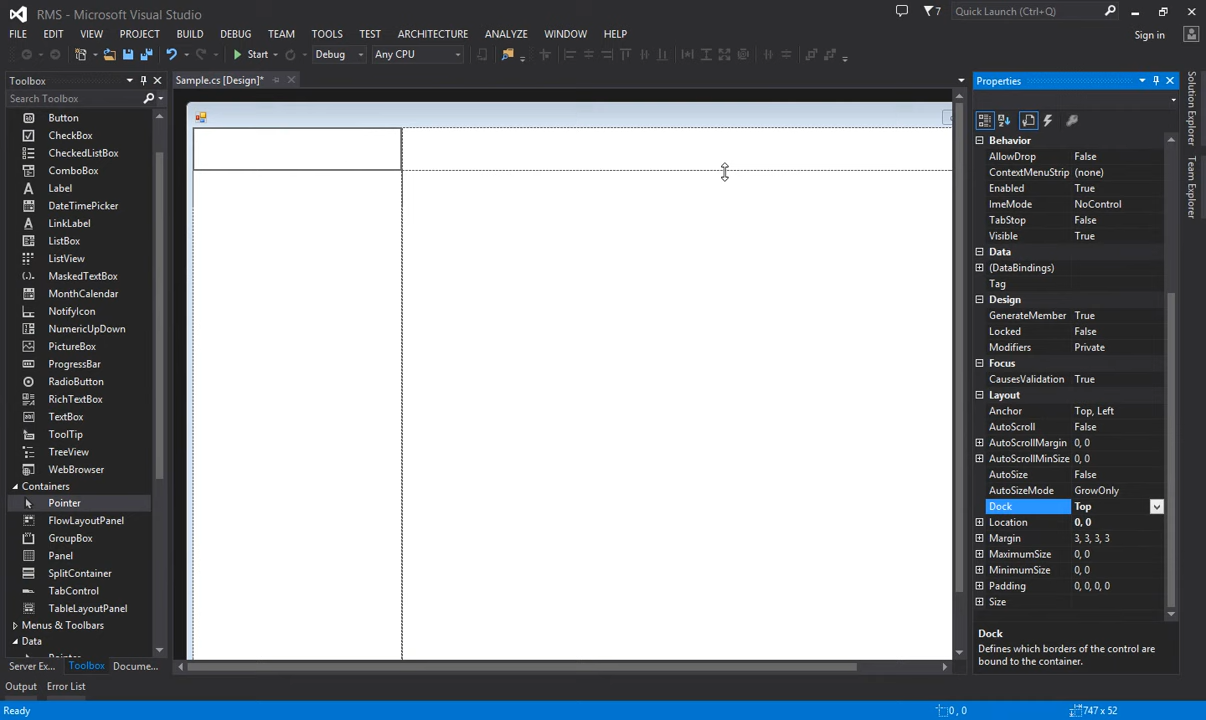 RMS - Microsoft Visual Studio
7
Quick Launch (Ctrl+Q)
FILE EDIT VIEW PROJECT BUILD DEBUG TEAM TOOLS TEST ARCHITECTURE ANALYZE WINDOW HELP
Sign in
Start Debug Any CPU
Toolbox
Search Toolbox
Button
CheckBox
CheckedListBox
ComboBox
Label
DateTimePicker
LinkLabel
ListBox
ListView
MaskedTextBox
MonthCalendar
NotifyIcon
NumericUpDown
PictureBox
ProgressBar
RadioButton
RichTextBox
TextBox
ToolTip
TreeView
WebBrowser
Containers
Pointer
FlowLayoutPanel
GroupBox
Panel
SplitContainer
TabControl
TableLayoutPanel
Menus & Toolbars
Data
Pointer
Server Ex... Toolbox Docume...
Output Error List
Sample.cs [Design]*
Properties
Behavior
AllowDrop False
ContextMenuStrip (none)
Enabled True
ImeMode NoControl
TabStop False
Visible True
Data
(DataBindings)
Tag
Design
GenerateMember True
Locked False
Modifiers Private
Focus
CausesValidation True
Layout
Anchor Top, Left
AutoScroll False
AutoScrollMargin 0, 0
AutoScrollMinSize 0, 0
AutoSize False
AutoSizeMode GrowOnly
Dock Top
Location 0, 0
Margin 3, 3, 3, 3
MaximumSize 0, 0
MinimumSize 0, 0
Padding 0, 0, 0, 0
Size
Dock
Defines which borders of the control are
bound to the container.
Solution Explorer
Team Explorer
Ready
0 , 0
747 x 52